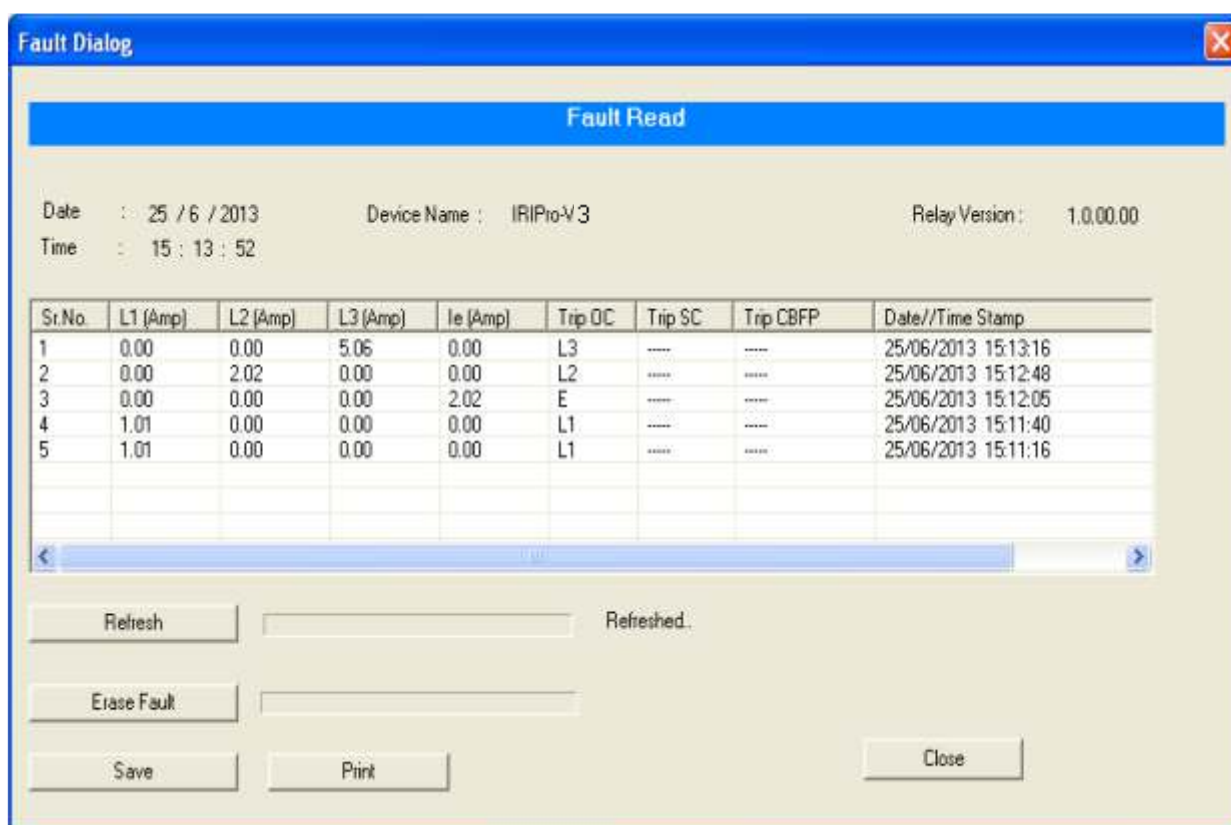 Fault Dialog
Fault Read
Date : 25 / 6 / 2013 Device Name : IRIPro-V3 Relay Version : 1.0.00.00
Time : 15 : 13 : 52
Sr.No. L1 (Amp) L2 (Amp) L3 (Amp) Ie (Amp) Trip OC Trip SC Trip CBFP Date//Time Stamp
1 0.00 0.00 5.06 0.00 L3 ----- ----- 25/06/2013 15:13:16
2 0.00 2.02 0.00 0.00 L2 ----- ----- 25/06/2013 15:12:48
3 0.00 0.00 0.00 2.02 E ----- ----- 25/06/2013 15:12:05
4 1.01 0.00 0.00 0.00 L1 ----- ----- 25/06/2013 15:11:40
5 1.01 0.00 0.00 0.00 L1 ----- ----- 25/06/2013 15:11:16
Refresh Refreshed..
Erase Fault
Save Print Close